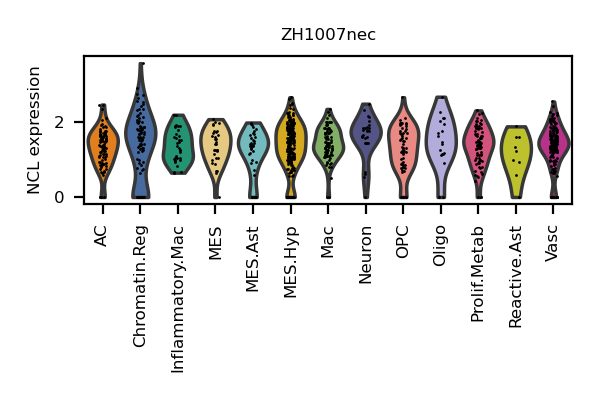 ZH1007nec
NCL expression
2
0
AC
Chromatin.Reg
Inflammatory.Mac
MES
MES.Ast
MES.Hyp
Mac
Neuron
OPC
Oligo
Prolif.Metab
Reactive.Ast
Vasc